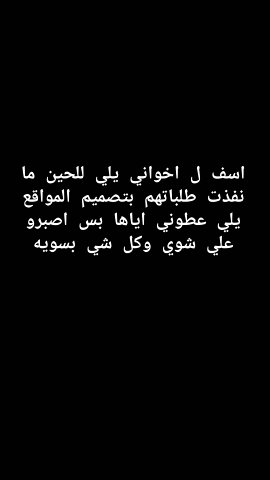 اسف ل اخواني يلي للحين ما
نفذت طلباتهم بتصميم المواقع
يلي عطوني اياها بس اصبرو
علي شوي وكل شي بسويه